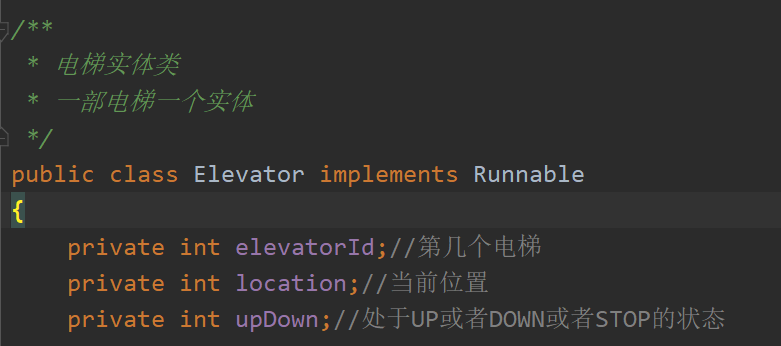 /**
 * 电梯实体类
 * 一部电梯一个实体
 */
public class Elevator implements Runnable
{
    private int elevatorId;//第几个电梯
    private int location;//当前位置
    private int upDown;//处于UP或者DOWN或者STOP的状态